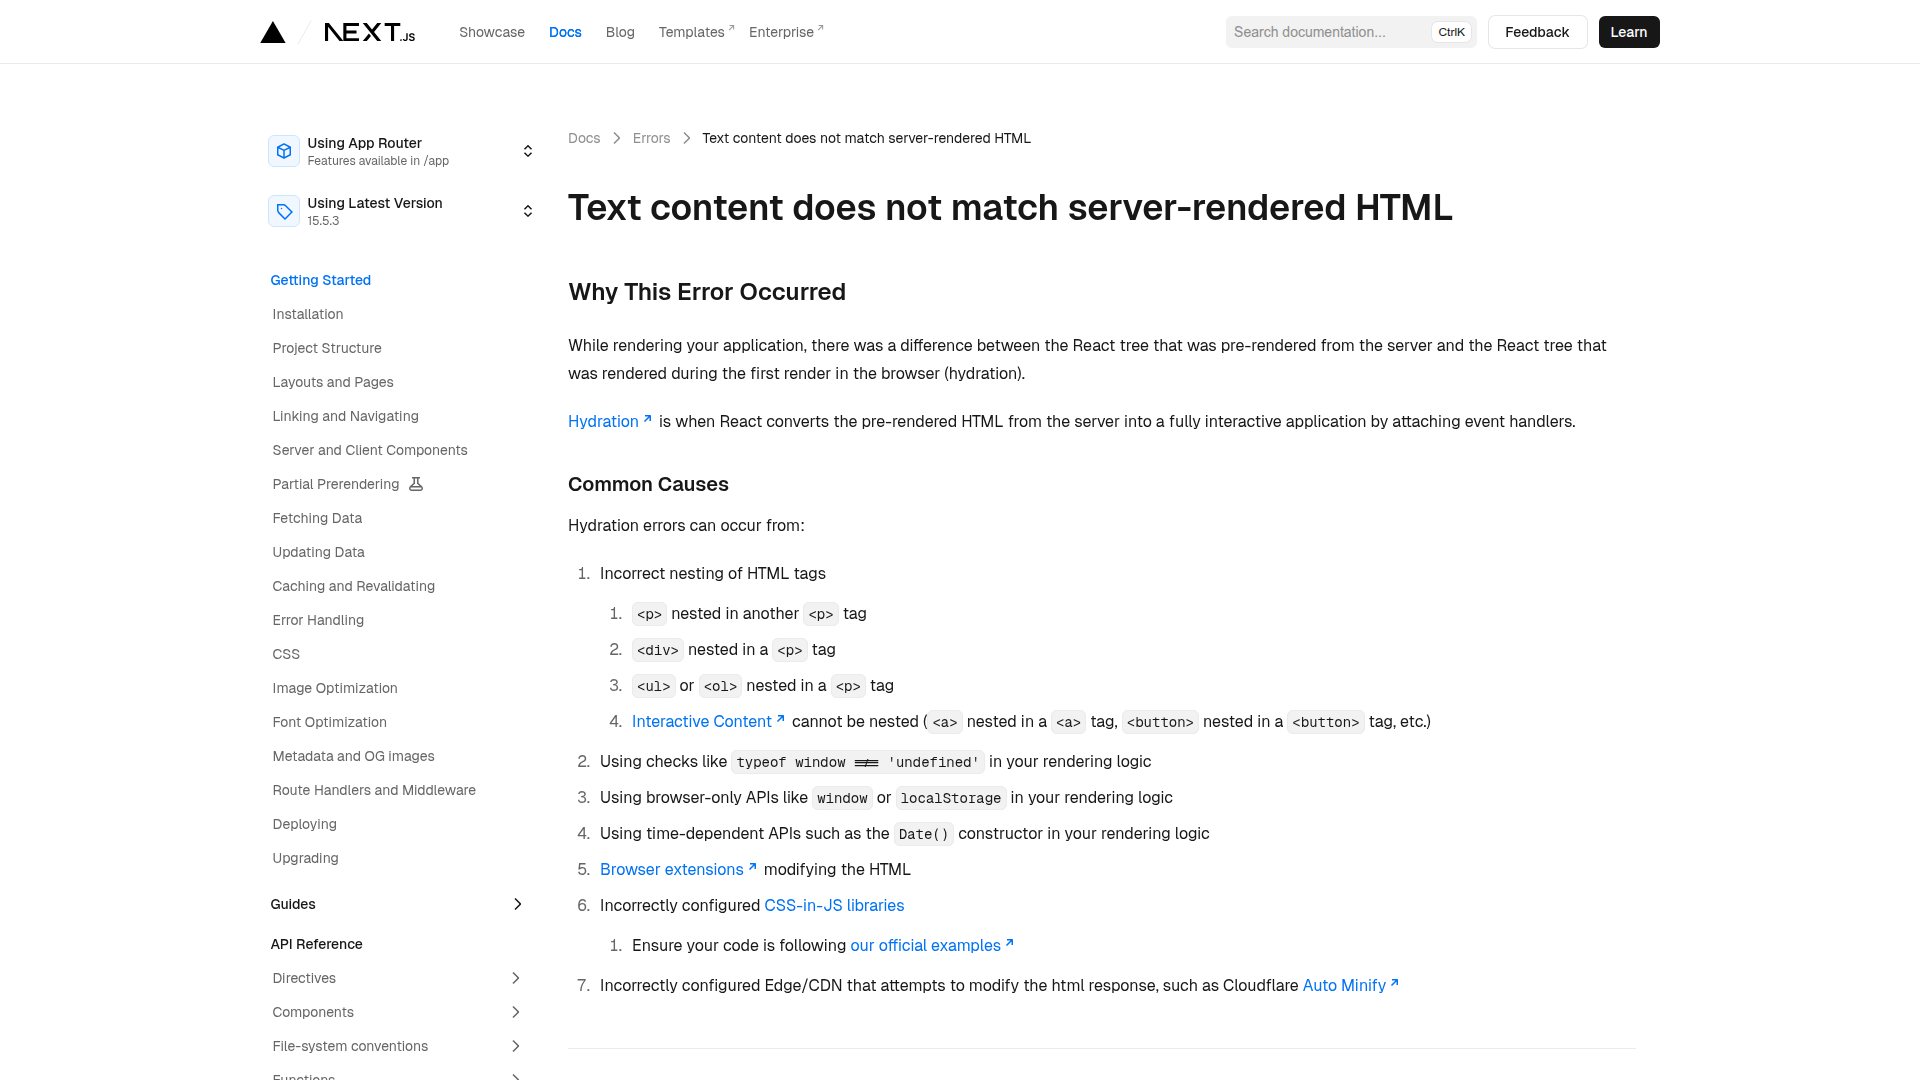 NEXT.JS
Showcase
Docs
Blog
Templates
Enterprise
Search documentation...
CtrlK
Feedback
Learn
Using App Router
Features available in /app
Using Latest Version
15.5.3
Getting Started
Installation
Project Structure
Layouts and Pages
Linking and Navigating
Server and Client Components
Partial Prerendering
Fetching Data
Updating Data
Caching and Revalidating
Error Handling
CSS
Image Optimization
Font Optimization
Metadata and OG images
Route Handlers and Middleware
Deploying
Upgrading
Guides
API Reference
Directives
Components
File-system conventions
Functions
Docs > Errors > Text content does not match server-rendered HTML
Text content does not match server-rendered HTML
Why This Error Occurred
While rendering your application, there was a difference between the React tree that was pre-rendered from the server and the React tree that
was rendered during the first render in the browser (hydration).
Hydration is when React converts the pre-rendered HTML from the server into a fully interactive application by attaching event handlers.
Common Causes
Hydration errors can occur from:
1. Incorrect nesting of HTML tags
1. <p> nested in another <p> tag
2. <div> nested in a <p> tag
3. <ul> or <ol> nested in a <p> tag
4. Interactive Content cannot be nested (<a> nested in a <a> tag, <button> nested in a <button> tag, etc.)
2. Using checks like typeof window !== 'undefined' in your rendering logic
3. Using browser-only APIs like window or localStorage in your rendering logic
4. Using time-dependent APIs such as the Date() constructor in your rendering logic
5. Browser extensions modifying the HTML
6. Incorrectly configured CSS-in-JS libraries
1. Ensure your code is following our official examples
7. Incorrectly configured Edge/CDN that attempts to modify the html response, such as Cloudflare Auto Minify